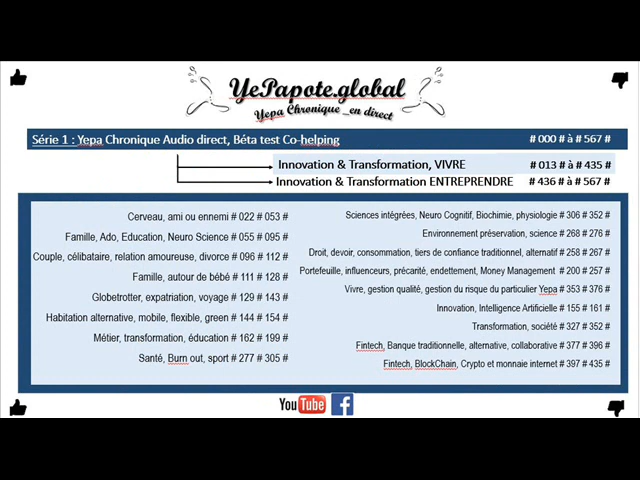 YePapote.global
Yepa Chronique _en direct
Série 1 : Yepa Chronique Audio direct, Béta test Co-helping # 000 # à # 567 #
Innovation & Transformation, VIVRE # 013 # à # 435 #
Innovation & Transformation ENTREPRENDRE # 436 # à # 567 #
Cerveau, ami ou ennemi # 022 # 053 #
Famille, Ado, Education, Neuro Science # 055 # 095 #
Couple, célibataire, relation amoureuse, divorce # 096 # 112 #
Famille, autour de bébé # 111 # 128 #
Globetrotter, expatriation, voyage # 129 # 143 #
Habitation alternative, mobile, flexible, green # 144 # 154 #
Métier, transformation, éducation # 162 # 199 #
Santé, Burn out, sport # 277 # 305 #
Sciences intégrées, Neuro Cognitif, Biochimie, physiologie # 306 # 352 #
Environnement préservation, science # 268 # 276 #
Droit, devoir, consommation, tiers de confiance traditionnel, alternatif # 258 # 267 #
Portefeuille, influenceurs, précarité, endettement, Money Management # 200 # 257 #
Vivre, gestion qualité, gestion du risque du particulier Yepa # 353 # 376 #
Innovation, Intelligence Artificielle # 155 # 161 #
Transformation, société # 327 # 352 #
Fintech, Banque traditionnelle, alternative, collaborative # 377 # 396 #
Fintech, BlockChain, Crypto et monnaie internet # 397 # 435 #
YouTube f